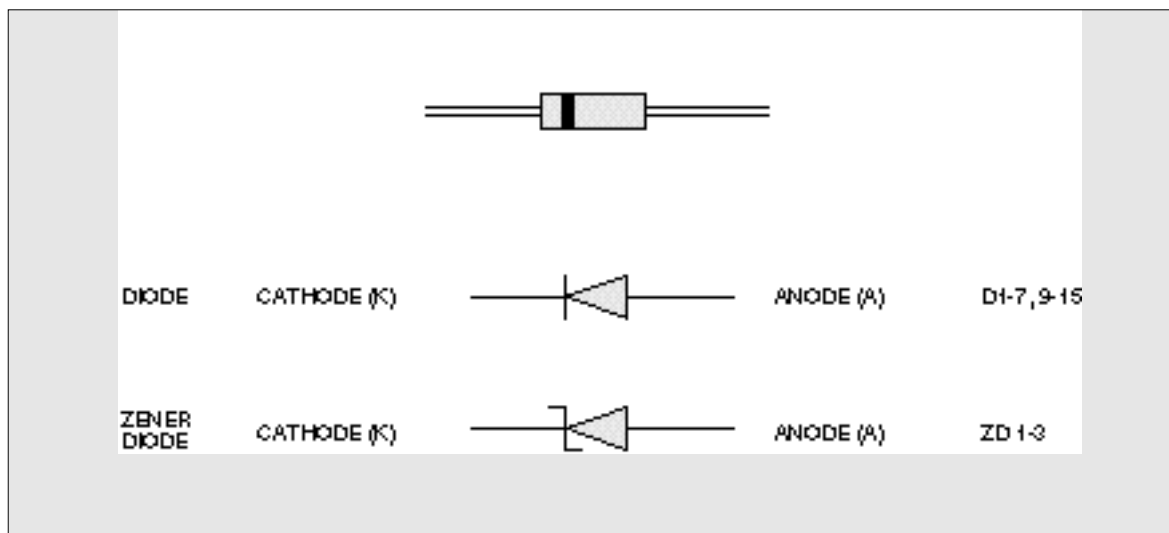 DIODE CATHODE (K) ANODE (A) D1-7, 9-15
ZENER
DIODE CATHODE (K) ANODE (A) ZD 1-3